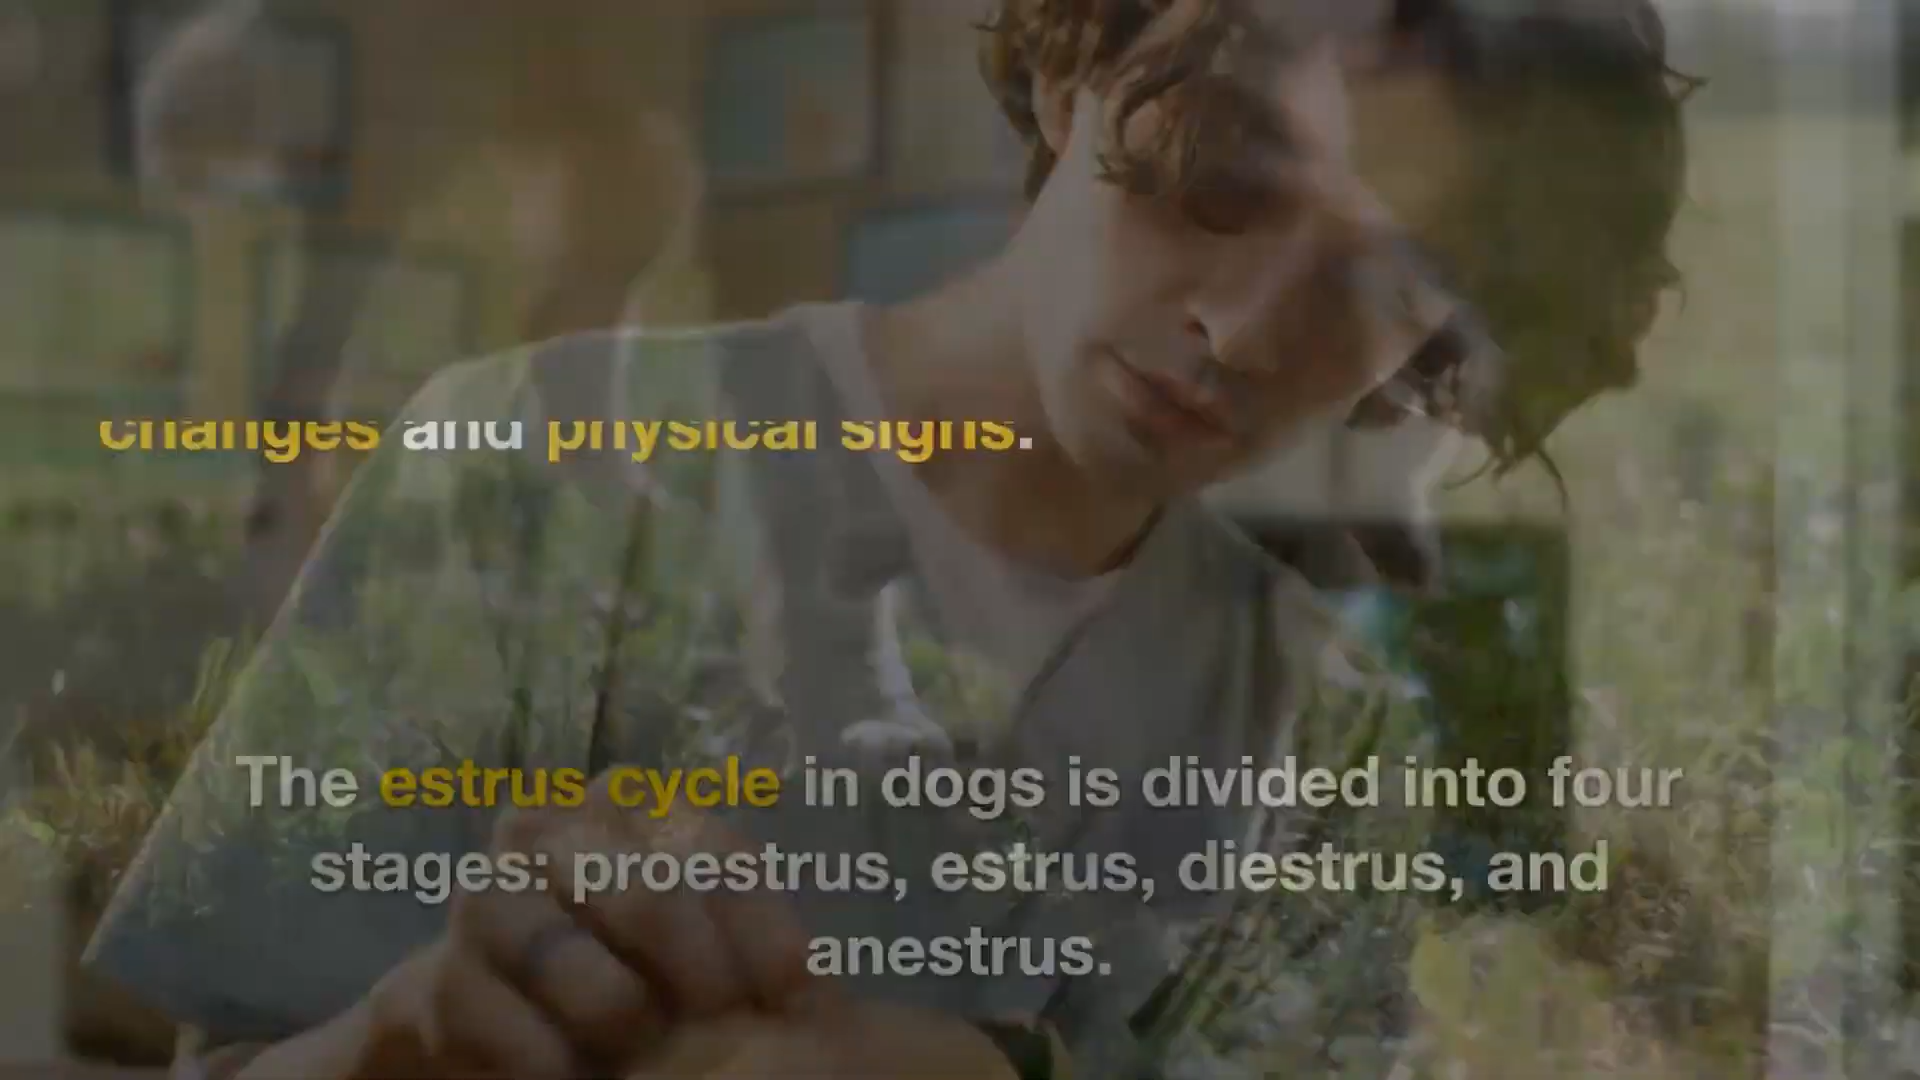 changes and physical signs.
The estrus cycle in dogs is divided into four
stages: proestrus, estrus, diestrus, and
anestrus.